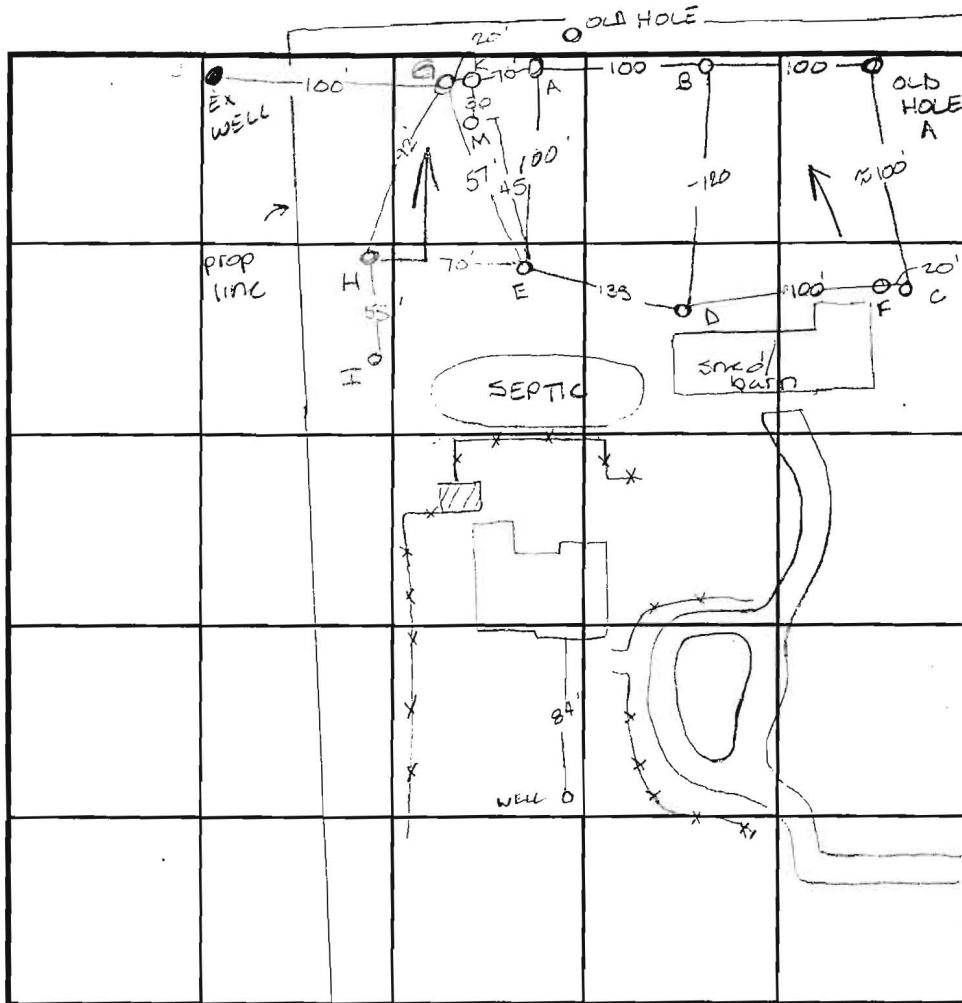 OLD HOLE
20'
G
K
70'
100'
A
100
B
100
OLD
HOLE
A
EX
WELL
30
M
72'
57'
45
100'
-120
≈100'
prop
line
H
70'
E
139
D
100'
F
20'
C
55'
I
SEPTIC
shed/
barn
84'
WELL